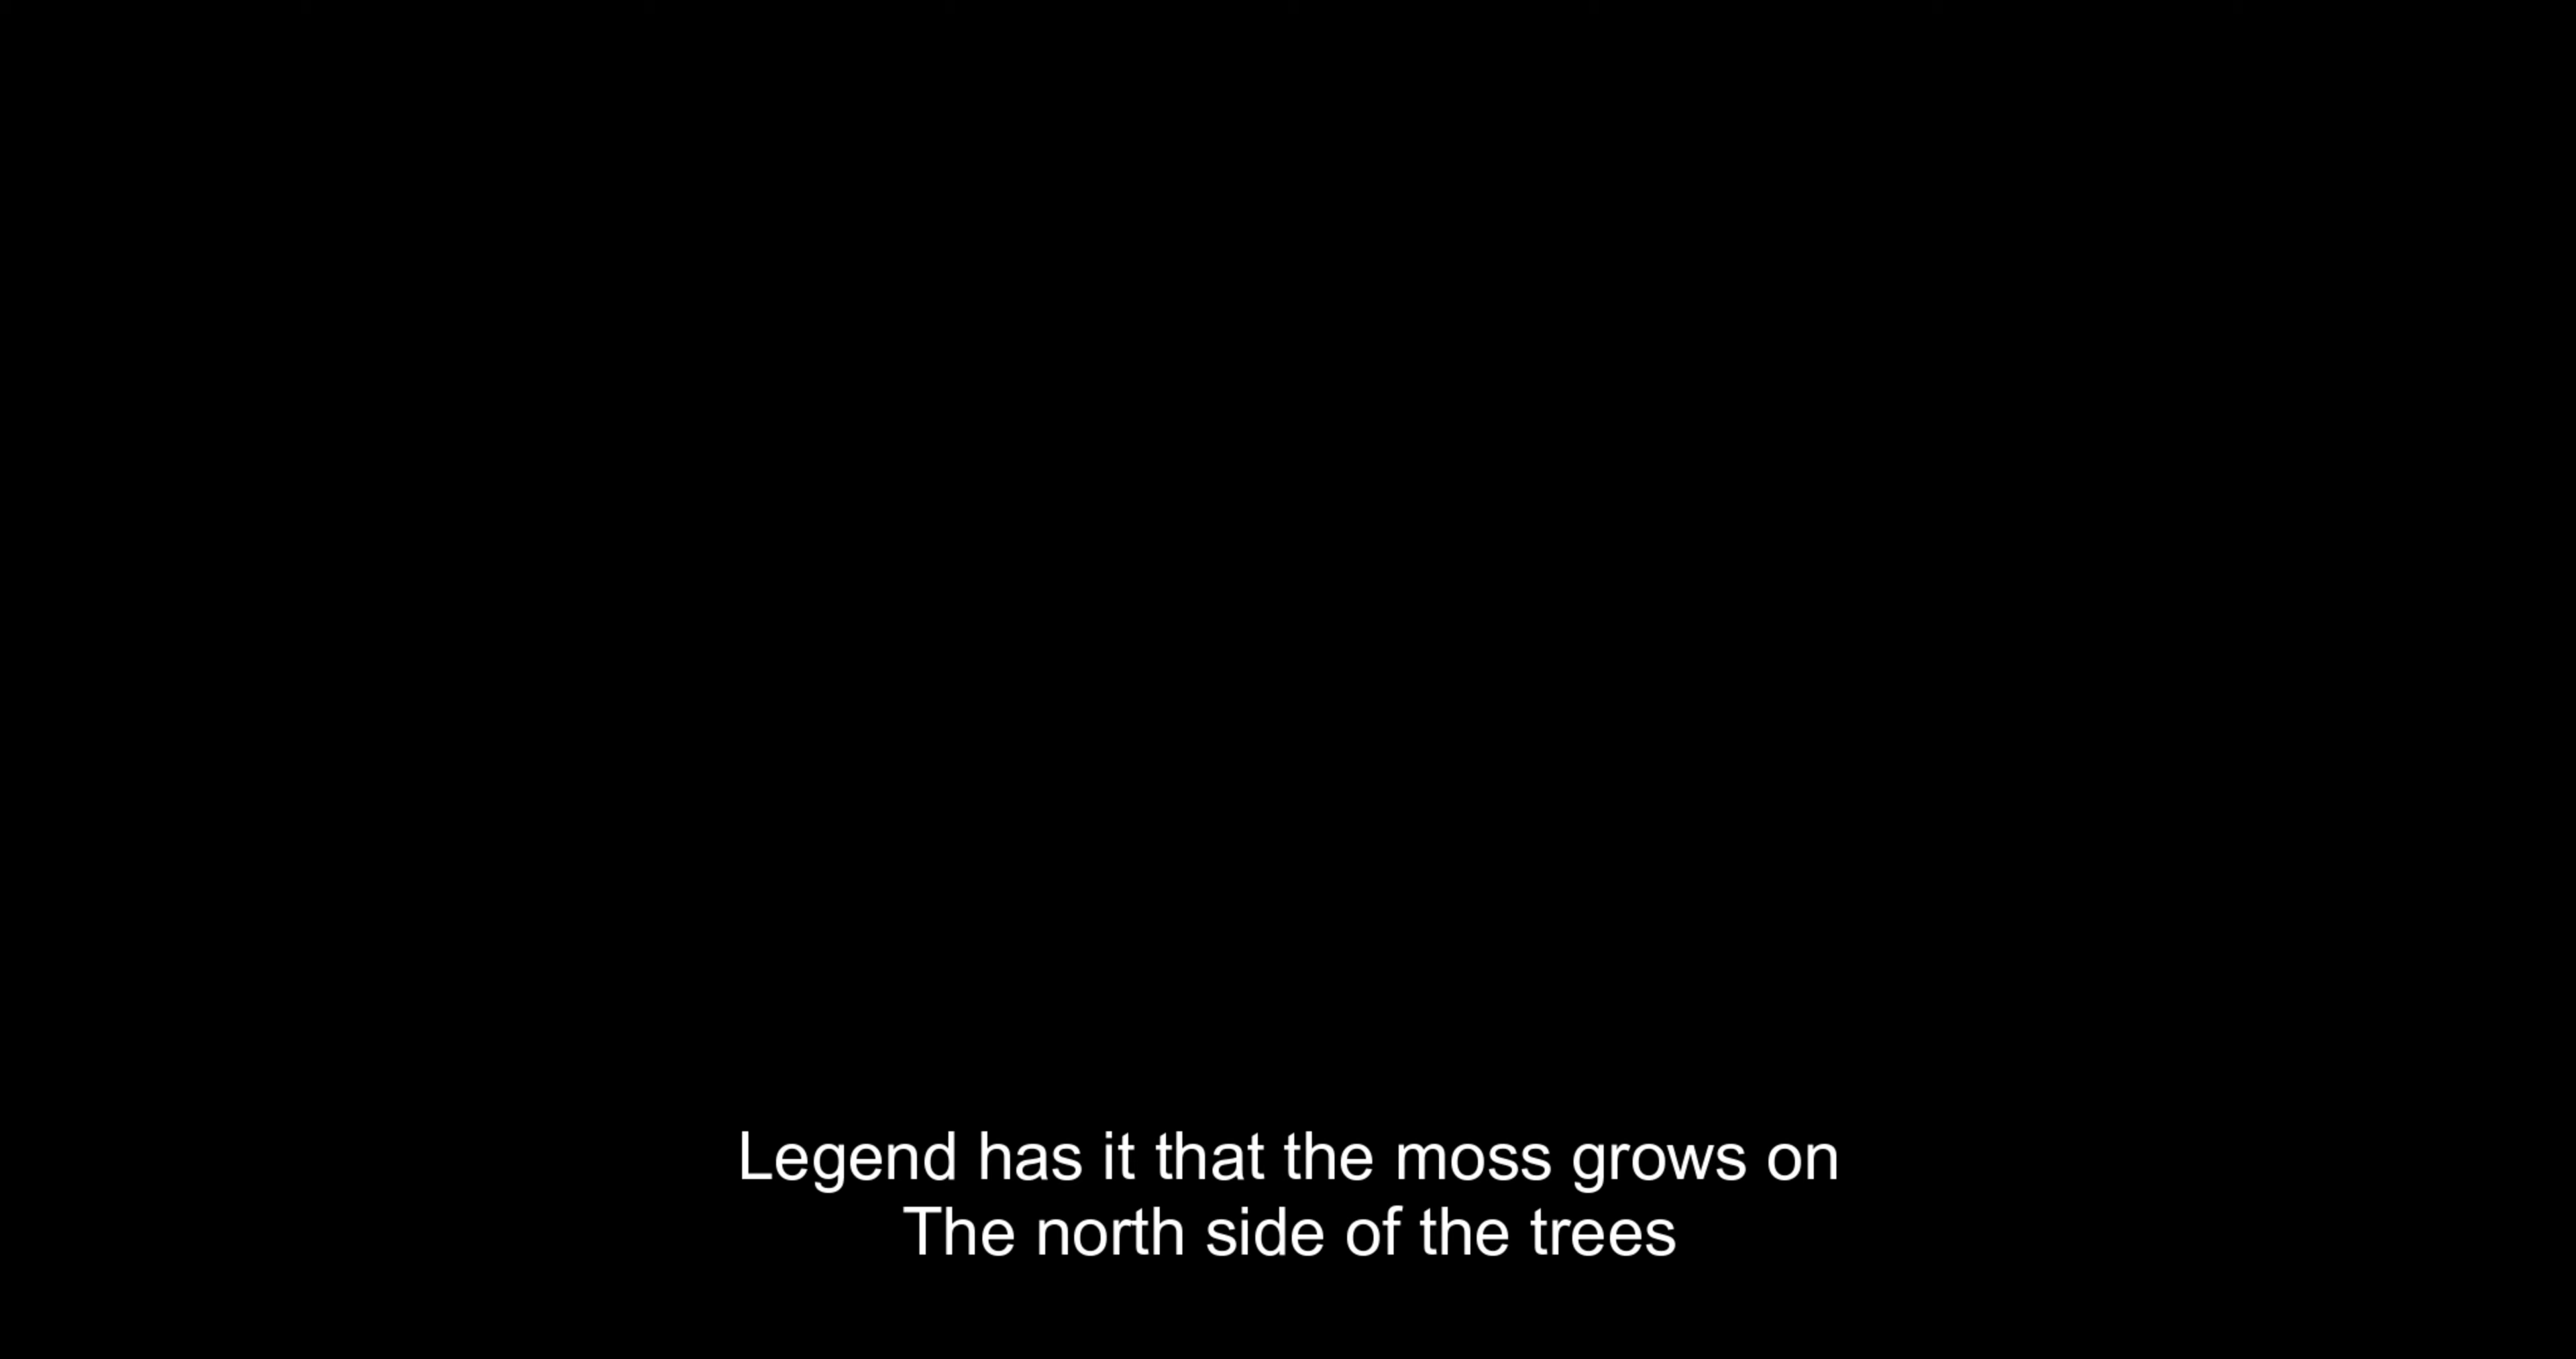 Legend has it that the moss grows on
The north side of the trees